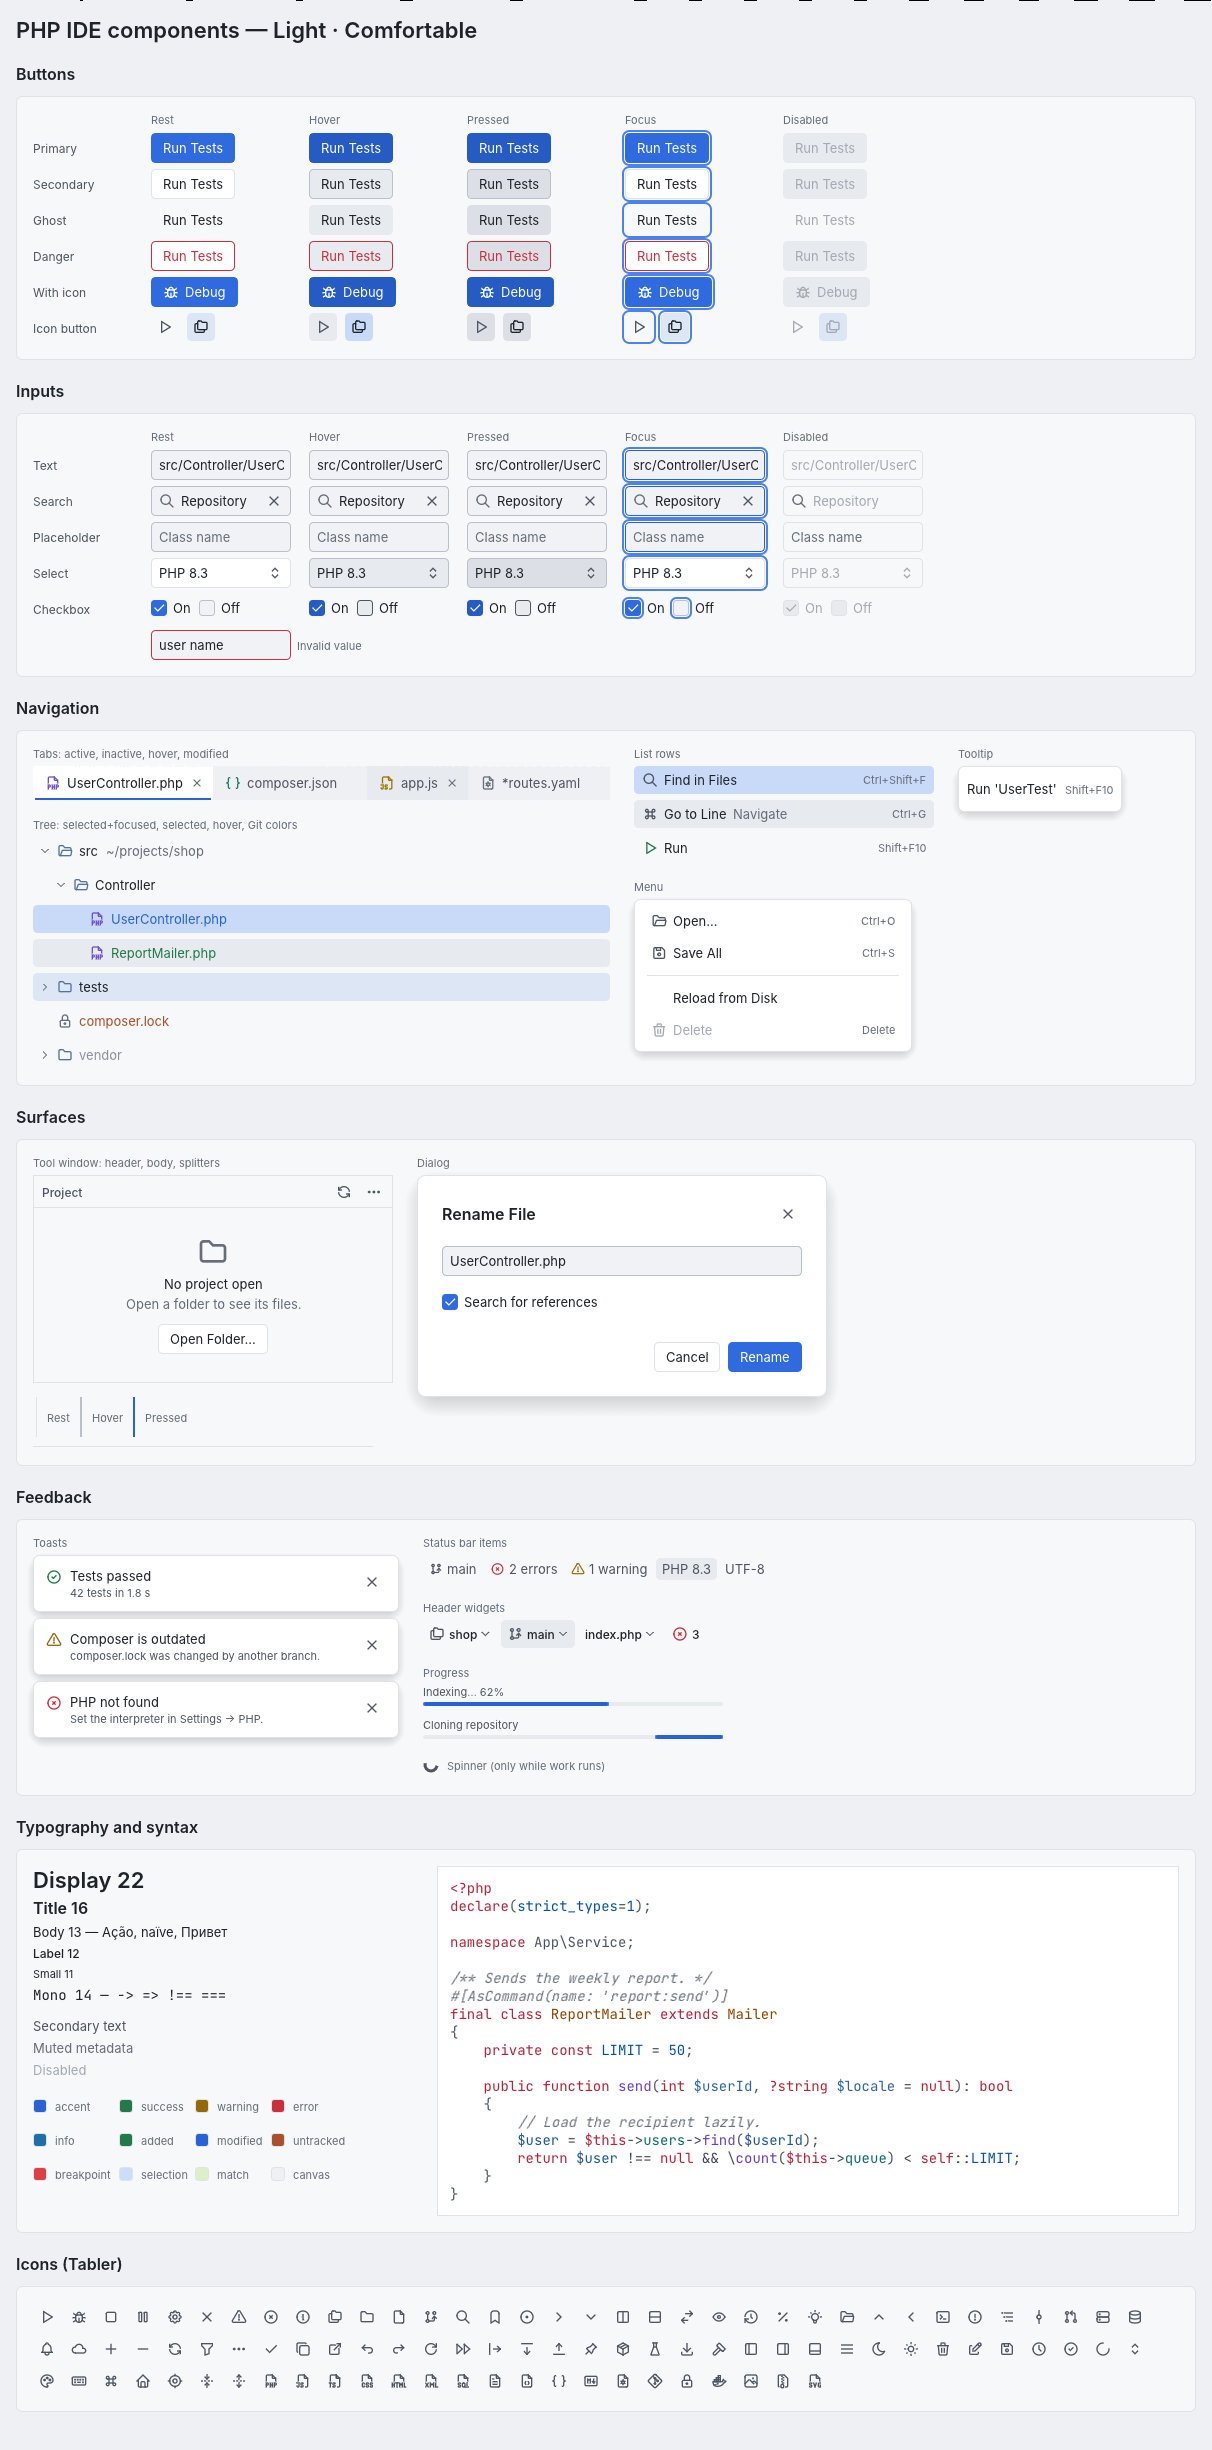 PHP IDE components — Light · Comfortable
Buttons
Rest Hover Pressed Focus Disabled
Primary Run Tests Run Tests Run Tests Run Tests Run Tests
Secondary Run Tests Run Tests Run Tests Run Tests Run Tests
Ghost Run Tests Run Tests Run Tests Run Tests Run Tests
Danger Run Tests Run Tests Run Tests Run Tests Run Tests
With icon Debug Debug Debug Debug Debug
Icon button
Inputs
Rest Hover Pressed Focus Disabled
Text src/Controller/UserC src/Controller/UserC src/Controller/UserC src/Controller/UserC src/Controller/UserC
Search Repository Repository Repository Repository Repository
Placeholder Class name Class name Class name Class name Class name
Select PHP 8.3 PHP 8.3 PHP 8.3 PHP 8.3 PHP 8.3
Checkbox On Off On Off On Off On Off On Off
user name Invalid value
Navigation
Tabs: active, inactive, hover, modified
UserController.php composer.json app.js *routes.yaml
Tree: selected+focused, selected, hover, Git colors
src ~/projects/shop
Controller
UserController.php
ReportMailer.php
tests
composer.lock
vendor
List rows
Find in Files Ctrl+Shift+F
Go to Line Navigate Ctrl+G
Run Shift+F10
Menu
Open... Ctrl+O
Save All Ctrl+S
Reload from Disk
Delete Delete
Tooltip
Run 'UserTest' Shift+F10
Surfaces
Tool window: header, body, splitters
Project
No project open
Open a folder to see its files.
Open Folder...
Rest Hover Pressed
Dialog
Rename File
UserController.php
Search for references
Cancel Rename
Feedback
Toasts
Tests passed
42 tests in 1.8 s
Composer is outdated
composer.lock was changed by another branch.
PHP not found
Set the interpreter in Settings → PHP.
Status bar items
main 2 errors 1 warning PHP 8.3 UTF-8
Header widgets
shop main index.php 3
Progress
Indexing... 62%
Cloning repository
Spinner (only while work runs)
Typography and syntax
Display 22
Title 16
Body 13 — Ação, naïve, Привет
Label 12
Small 11
Mono 14 — -> => !== ===
Secondary text
Muted metadata
Disabled
accent success warning error
info added modified untracked
breakpoint selection match canvas
<?php
declare(strict_types=1);
namespace App\Service;
/** Sends the weekly report. */
#[AsCommand(name: 'report:send')]
final class ReportMailer extends Mailer
{
private const LIMIT = 50;
public function send(int $userId, ?string $locale = null): bool
{
// Load the recipient lazily.
$user = $this->users->find($userId);
return $user !== null && \count($this->queue) < self::LIMIT;
}
}
Icons (Tabler)